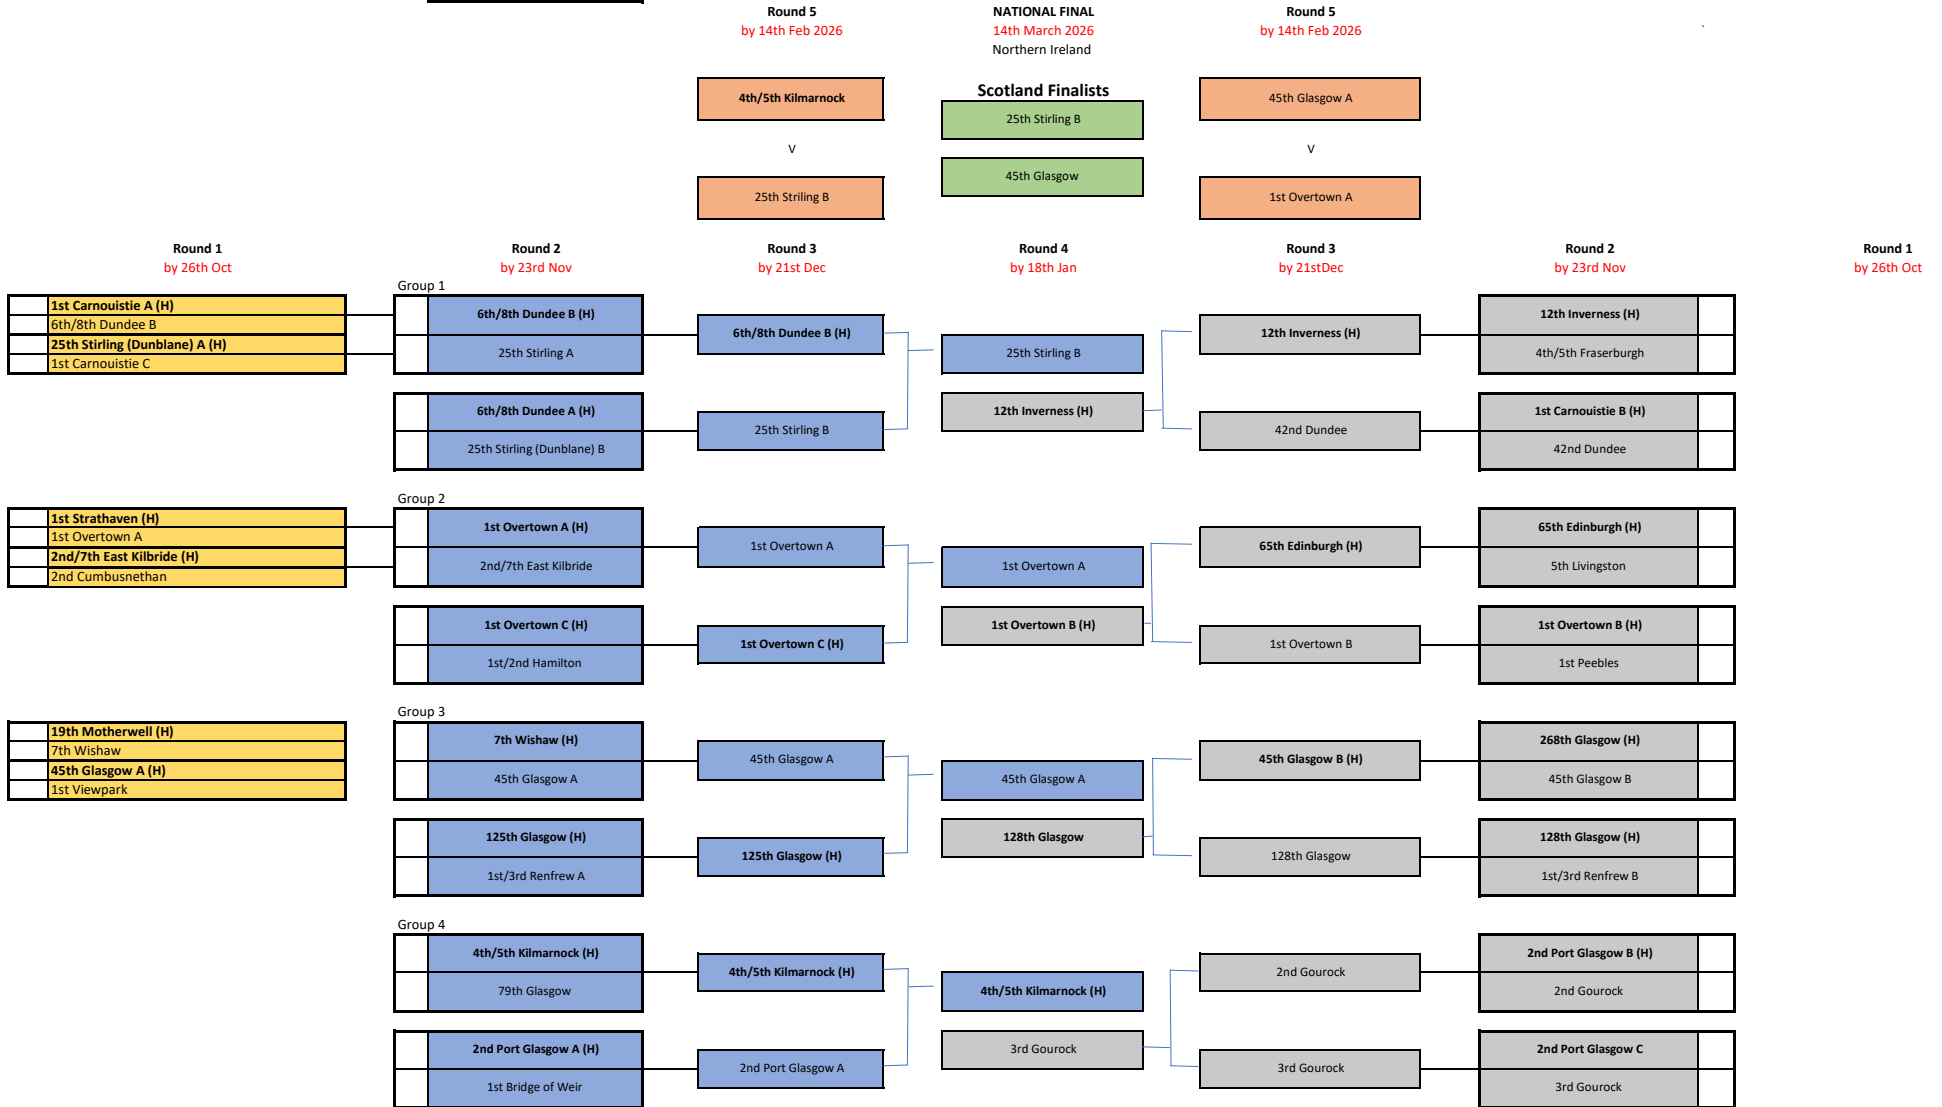 Round 5
NATIONAL FINAL
Round 5
by 14th Feb 2026
14th March 2026
by 14th Feb 2026
`
Northern Ireland
4th/5th Kilmarnock
Scotland Finalists
45th Glasgow A
25th Stirling B
V
V
45th Glasgow
25th Striling B
1st Overtown A
Round 1
Round 2
Round 3
Round 4
Round 3
Round 2
Round 1
by 26th Oct
by 23rd Nov
by 21st Dec
by 18th Jan
by 21stDec
by 23rd Nov
by 26th Oct
Group 1
1st Carnouistie A (H)
6th/8th Dundee B
25th Stirling (Dunblane) A (H)
1st Carnouistie C
6th/8th Dundee B (H)
25th Stirling A
6th/8th Dundee B (H)
25th Stirling B
12th Inverness (H)
12th Inverness (H)
4th/5th Fraserburgh
6th/8th Dundee A (H)
25th Stirling (Dunblane) B
25th Stirling B
12th Inverness (H)
42nd Dundee
1st Carnouistie B (H)
42nd Dundee
Group 2
1st Strathaven (H)
1st Overtown A
2nd/7th East Kilbride (H)
2nd Cumbusnethan
1st Overtown A (H)
2nd/7th East Kilbride
1st Overtown A
1st Overtown A
65th Edinburgh (H)
65th Edinburgh (H)
5th Livingston
1st Overtown C (H)
1st/2nd Hamilton
1st Overtown C (H)
1st Overtown B (H)
1st Overtown B
1st Overtown B (H)
1st Peebles
Group 3
19th Motherwell (H)
7th Wishaw
45th Glasgow A (H)
1st Viewpark
7th Wishaw (H)
45th Glasgow A
45th Glasgow A
45th Glasgow A
45th Glasgow B (H)
268th Glasgow (H)
45th Glasgow B
125th Glasgow (H)
1st/3rd Renfrew A
125th Glasgow (H)
128th Glasgow
128th Glasgow
128th Glasgow (H)
1st/3rd Renfrew B
Group 4
4th/5th Kilmarnock (H)
79th Glasgow
4th/5th Kilmarnock (H)
4th/5th Kilmarnock (H)
2nd Gourock
2nd Port Glasgow B (H)
2nd Gourock
2nd Port Glasgow A (H)
1st Bridge of Weir
2nd Port Glasgow A
3rd Gourock
3rd Gourock
2nd Port Glasgow C
3rd Gourock